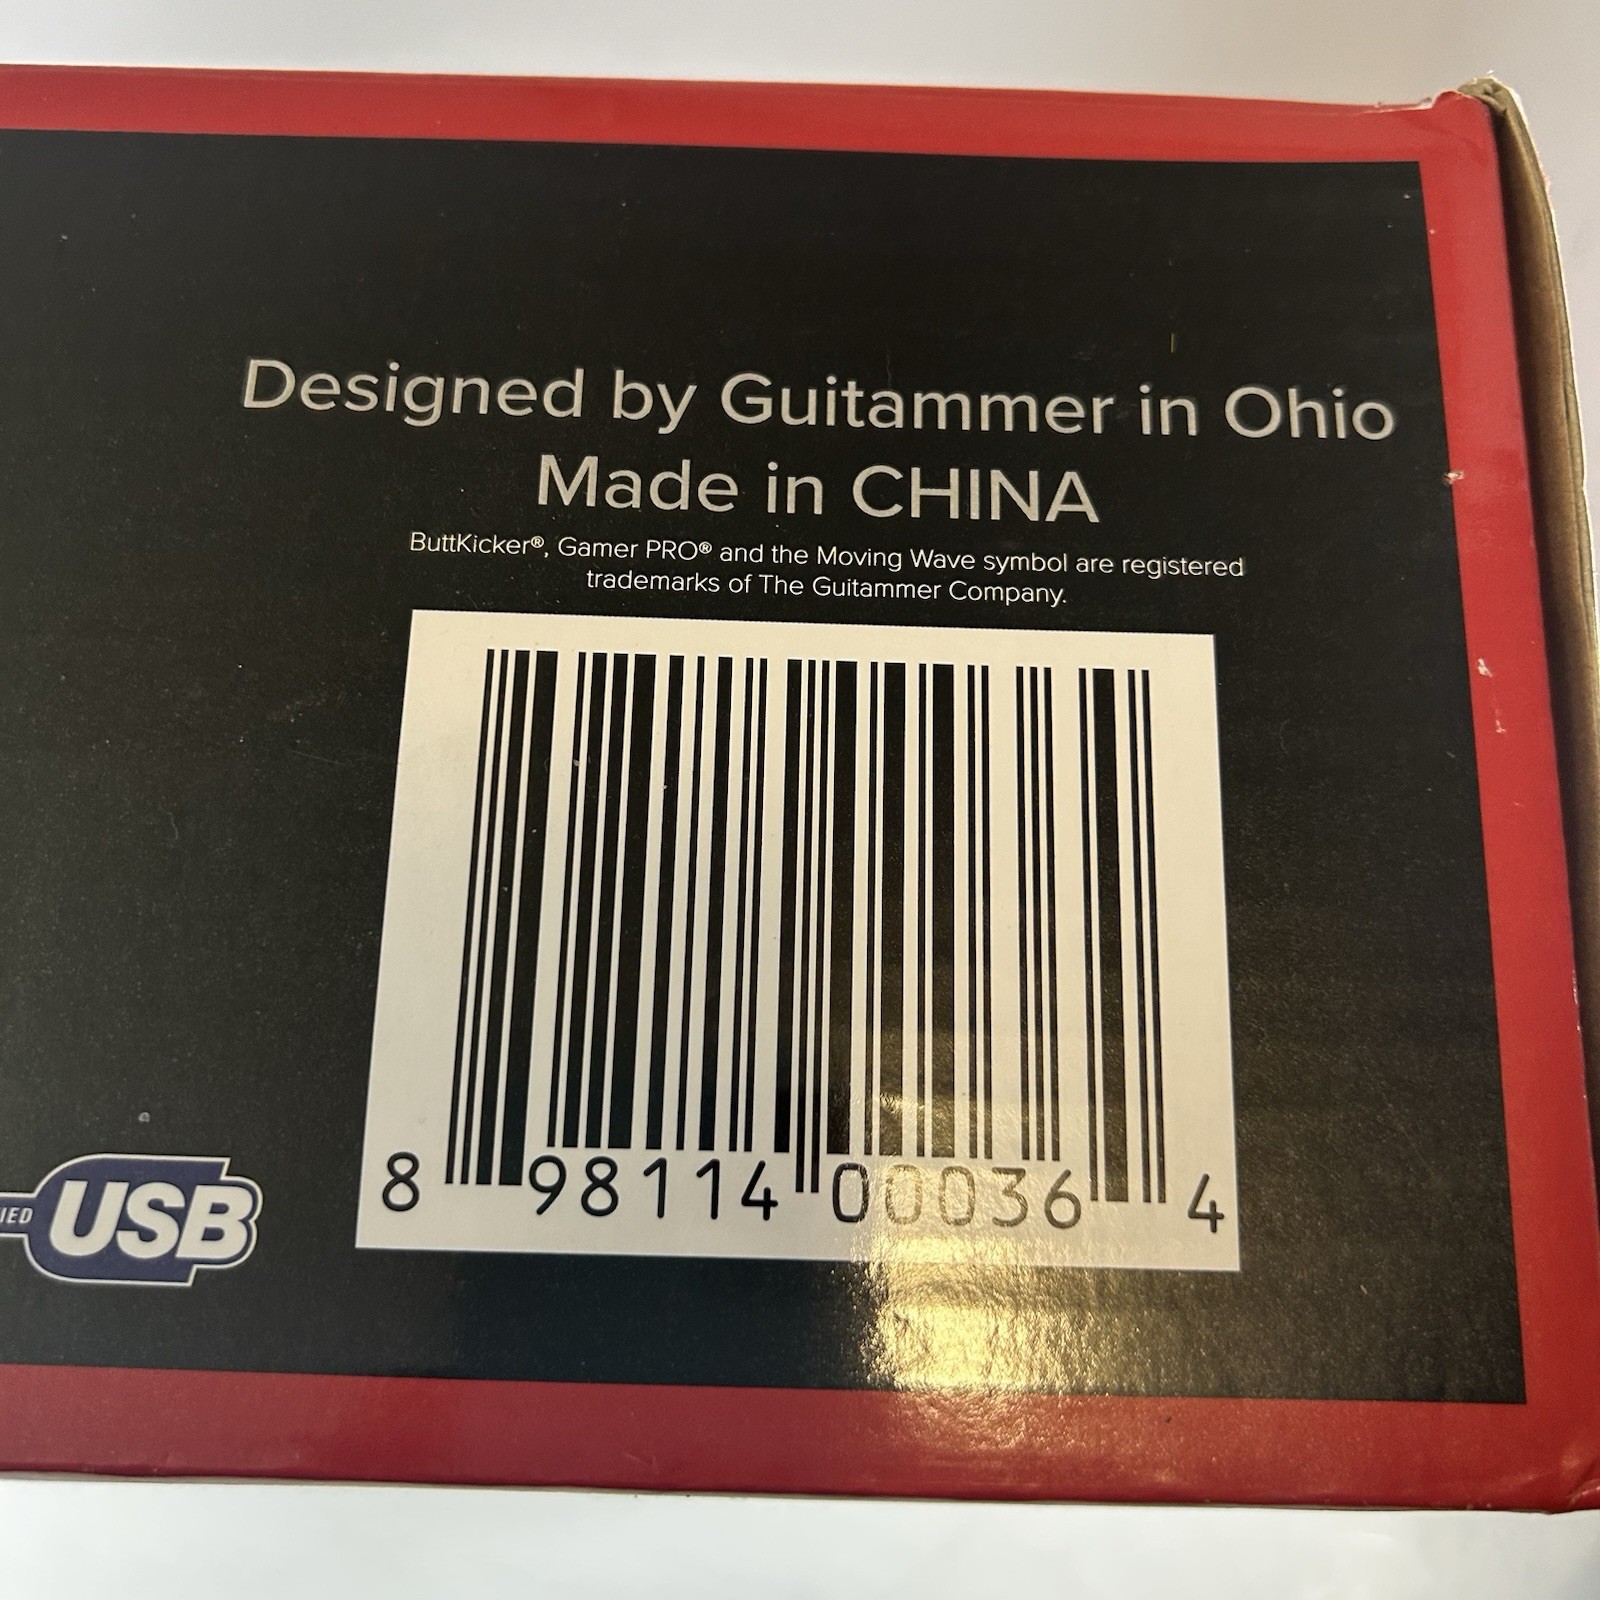 Designed by Guitammer in Ohio
Made in CHINA
ButtKicker®, Gamer PRO® and the Moving Wave symbol are registered
trademarks of The Guitammer Company.
8 98114 00036 4
USB